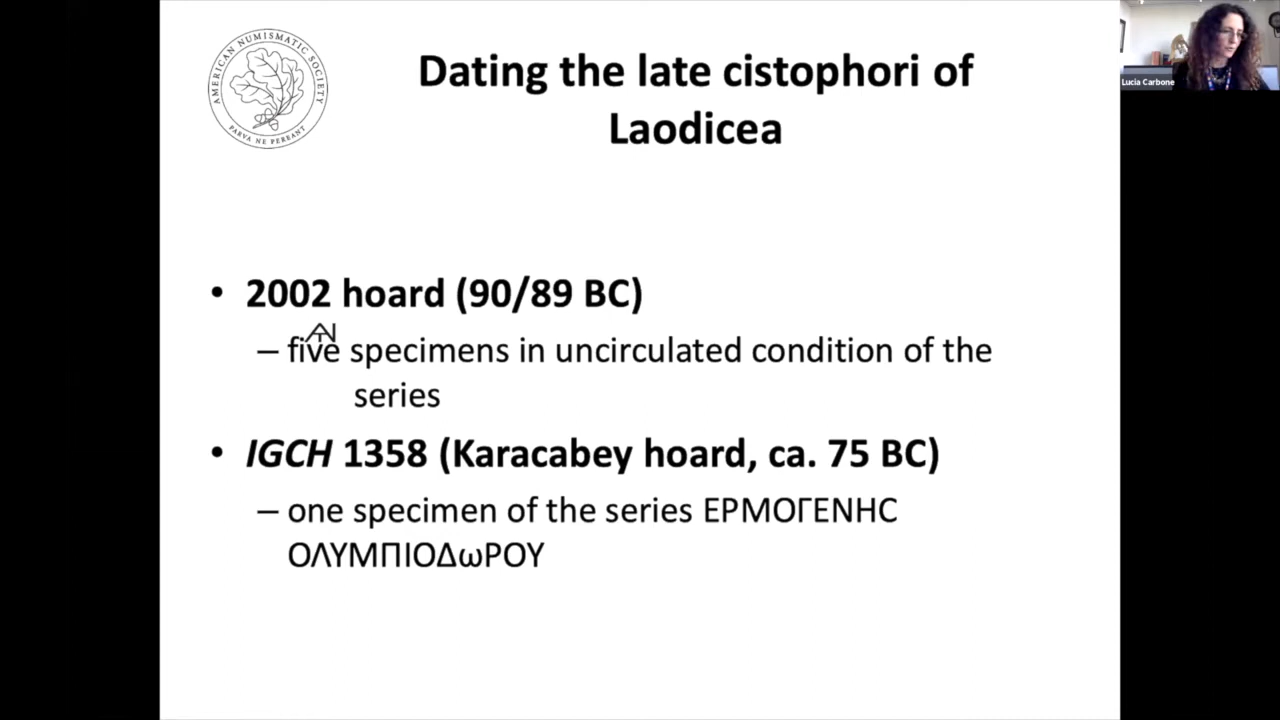 AMERICAN NUMISMATIC SOCIETY
PARVA NE PEREANT
Dating the late cistophori of
Laodicea
• 2002 hoard (90/89 BC)
– five specimens in uncirculated condition of the
series
• IGCH 1358 (Karacabey hoard, ca. 75 BC)
– one specimen of the series ΕΡΜΟΓΕΝΗϹ
ΟΛΥΜΠΙΟΔωΡΟΥ
Lucia Carbone